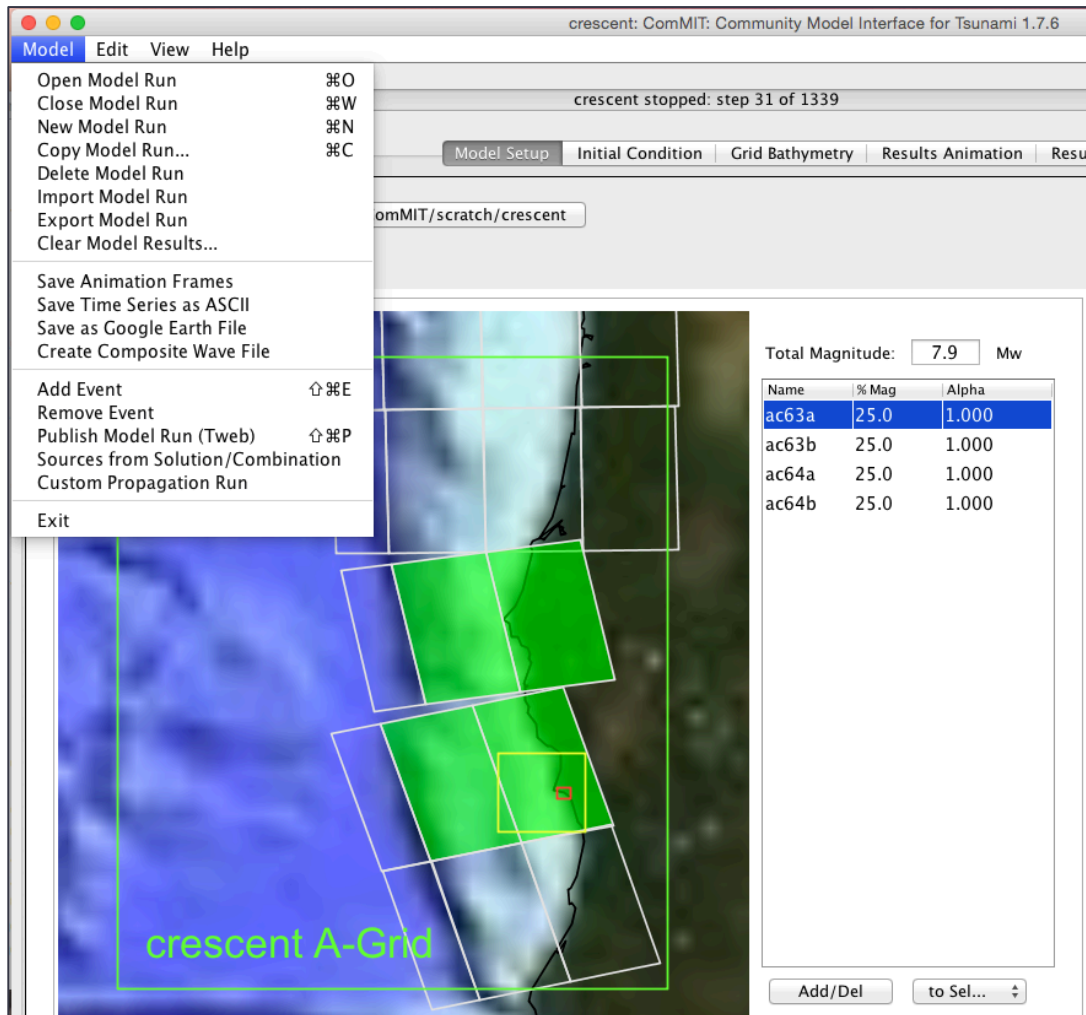 crescent: ComMIT: Community Model Interface for Tsunami 1.7.6
Model Edit View Help
Open Model Run ⌘O
Close Model Run ⌘W
New Model Run ⌘N
Copy Model Run... ⌘C
Delete Model Run
Import Model Run
Export Model Run
Clear Model Results...
Save Animation Frames
Save Time Series as ASCII
Save as Google Earth File
Create Composite Wave File
Add Event ⇧⌘E
Remove Event
Publish Model Run (Tweb) ⇧⌘P
Sources from Solution/Combination
Custom Propagation Run
Exit
crescent stopped: step 31 of 1339
Model Setup Initial Condition Grid Bathymetry Results Animation Resu
omMIT/scratch/crescent
crescent A-Grid
Total Magnitude: 7.9 Mw
Name % Mag Alpha
ac63a 25.0 1.000
ac63b 25.0 1.000
ac64a 25.0 1.000
ac64b 25.0 1.000
Add/Del to Sel...